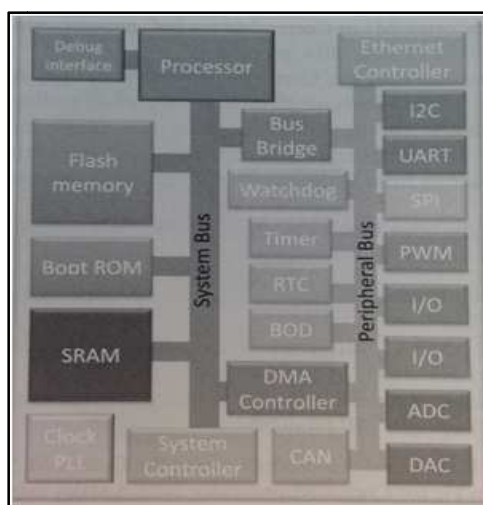 Debug
interface
Processor
Ethernet
Controller
I2C
Bus
Bridge
UART
Flash
memory
Watchdog
SPI
System Bus
Timer
Peripheral Bus
PWM
Boot ROM
RTC
I/O
BOD
I/O
SRAM
DMA
Controller
ADC
Clock
PLL
System
Controller
CAN
DAC